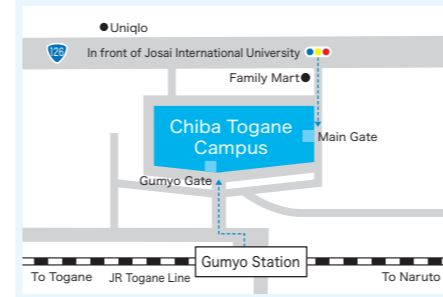 Uniqlo
126
In front of Josai International University
Family Mart
Chiba Togane
Campus
Main Gate
Gumyo Gate
Gumyo Station
To Togane
JR Togane Line
To Naruto